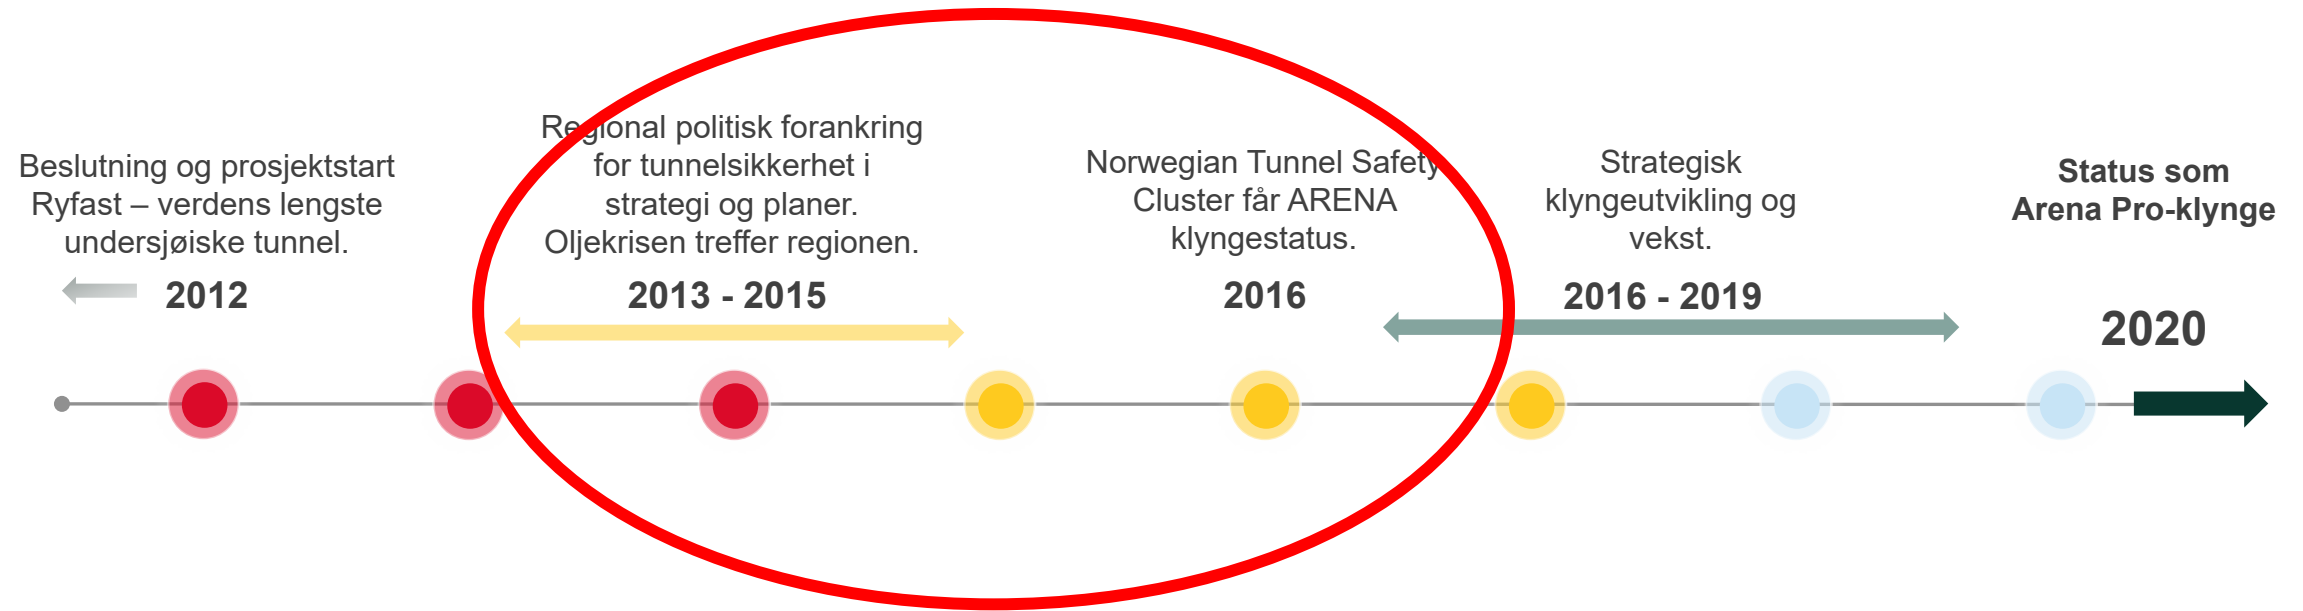 Beslutning og prosjektstart
Ryfast – verdens lengste
undersjøiske tunnel.
2012
Regional politisk forankring
for tunnelsikkerhet i
strategi og planer.
Oljekrisen treffer regionen.
2013 - 2015
Norwegian Tunnel Safety
Cluster får ARENA
klyngestatus.
2016
Strategisk
klyngeutvikling og
vekst.
2016 - 2019
Status som
Arena Pro-klynge
2020